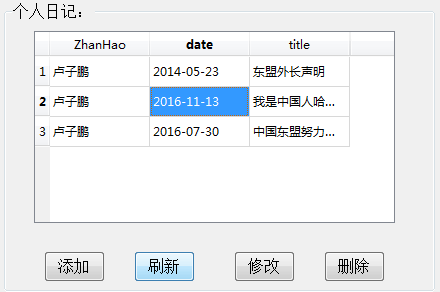 个人日记：
ZhanHao date title
1 卢子鹏 2014-05-23 东盟外长声明
2 卢子鹏 2016-11-13 我是中国人哈...
3 卢子鹏 2016-07-30 中国东盟努力...
添加 刷新 修改 删除